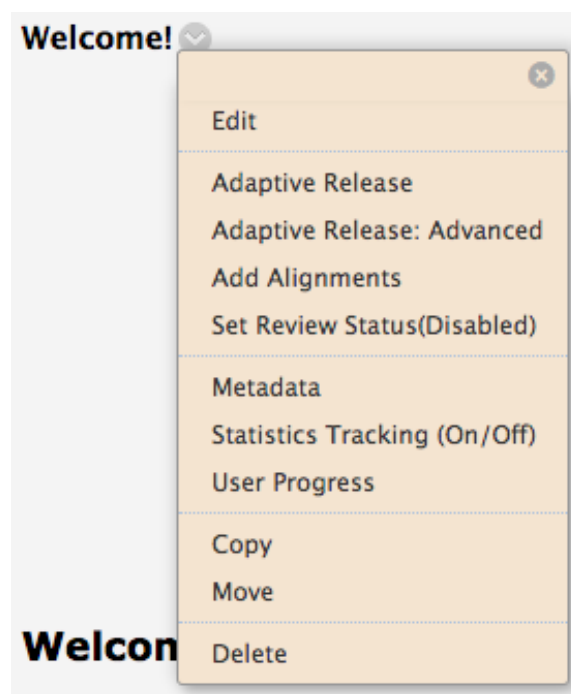 Welcome!
Edit
Adaptive Release
Adaptive Release: Advanced
Add Alignments
Set Review Status(Disabled)
Metadata
Statistics Tracking (On/Off)
User Progress
Copy
Move
Welcom
Delete